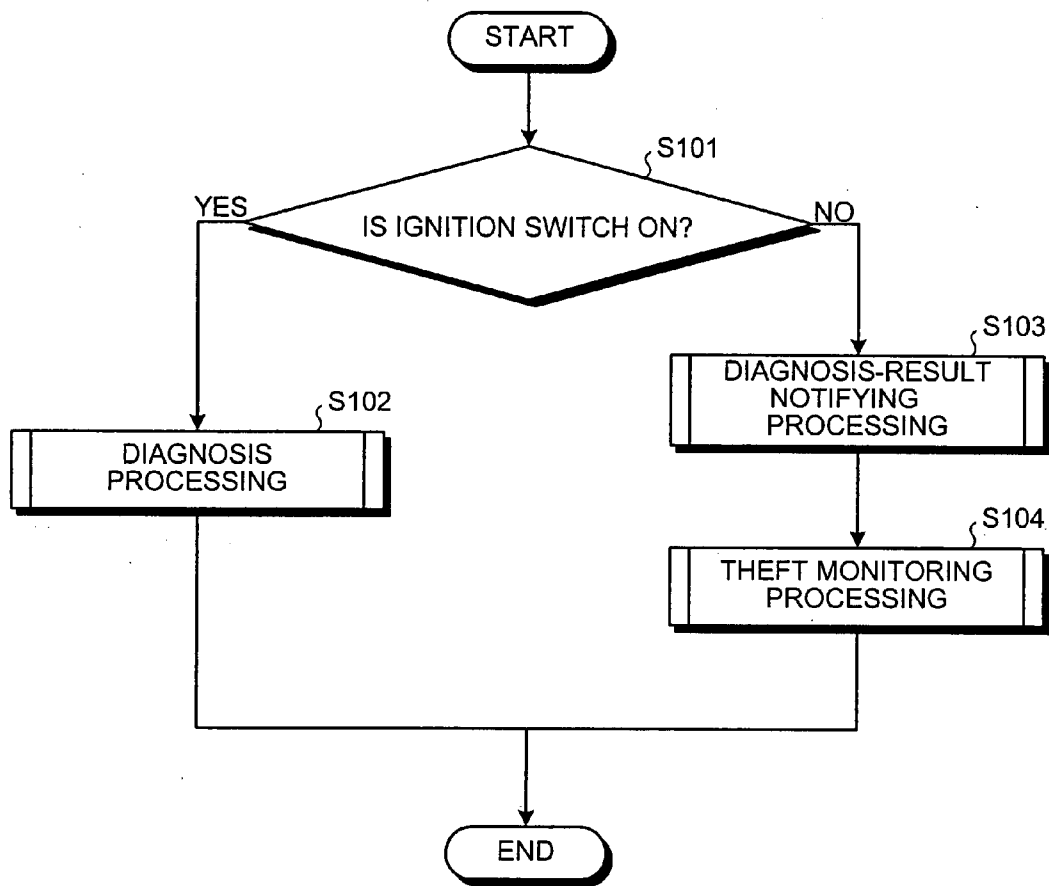 START
S101
YES
IS IGNITION SWITCH ON?
NO
S103
DIAGNOSIS-RESULT
NOTIFYING
PROCESSING
S102
DIAGNOSIS
PROCESSING
S104
THEFT MONITORING
PROCESSING
END